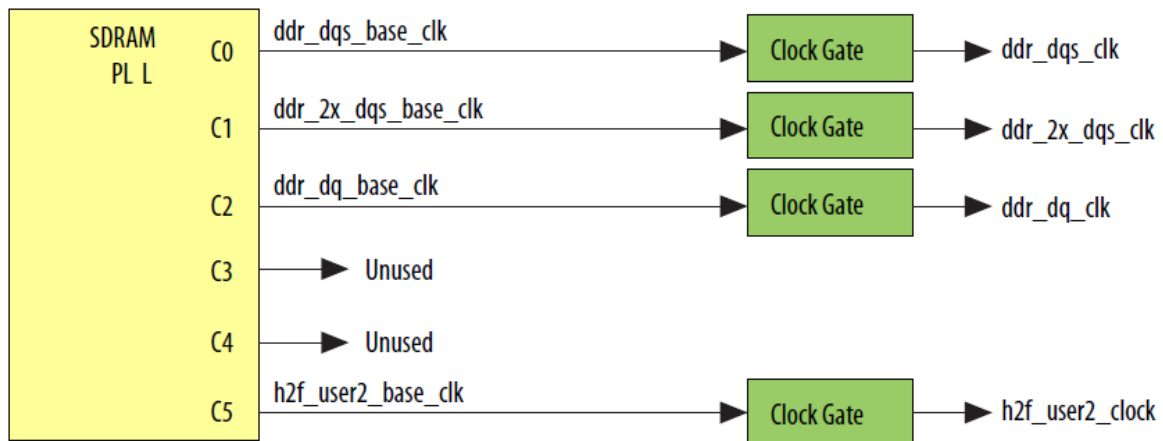 SDRAM
PL L
C0 ddr_dqs_base_clk Clock Gate ddr_dqs_clk
C1 ddr_2x_dqs_base_clk Clock Gate ddr_2x_dqs_clk
C2 ddr_dq_base_clk Clock Gate ddr_dq_clk
C3 Unused
C4 Unused
C5 h2f_user2_base_clk Clock Gate h2f_user2_clock